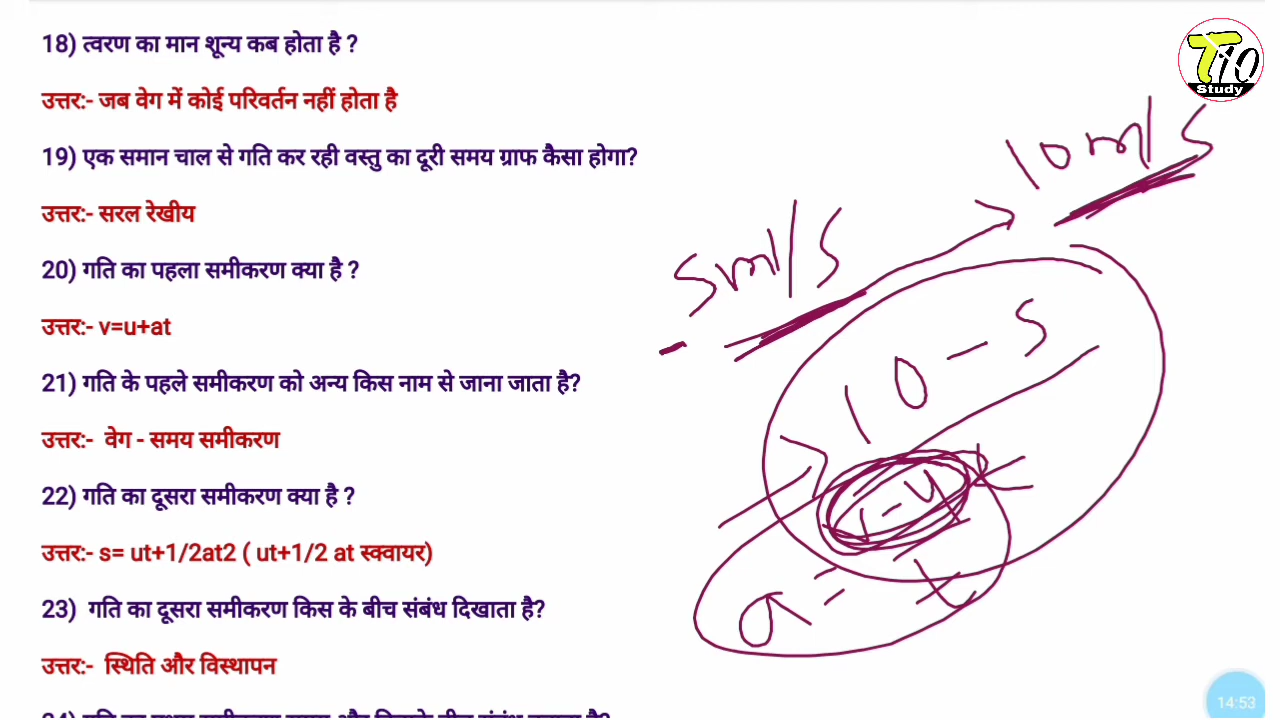 18) त्वरण का मान शून्य कब होता है ?
उत्तर:- जब वेग में कोई परिवर्तन नहीं होता है
19) एक समान चाल से गति कर रही वस्तु का दूरी समय ग्राफ कैसा होगा?
उत्तर:- सरल रेखीय
20) गति का पहला समीकरण क्या है ?
उत्तर:- v=u+at
21) गति के पहले समीकरण को अन्य किस नाम से जाना जाता है?
उत्तर:- वेग - समय समीकरण
22) गति का दूसरा समीकरण क्या है ?
उत्तर:- s= ut+1/2at2 ( ut+1/2 at स्क्वायर)
23) गति का दूसरा समीकरण किस के बीच संबंध दिखाता है?
उत्तर:- स्थिति और विस्थापन
T10
Study
10m/s
5m/s
10 - 5
a =
t
14:53